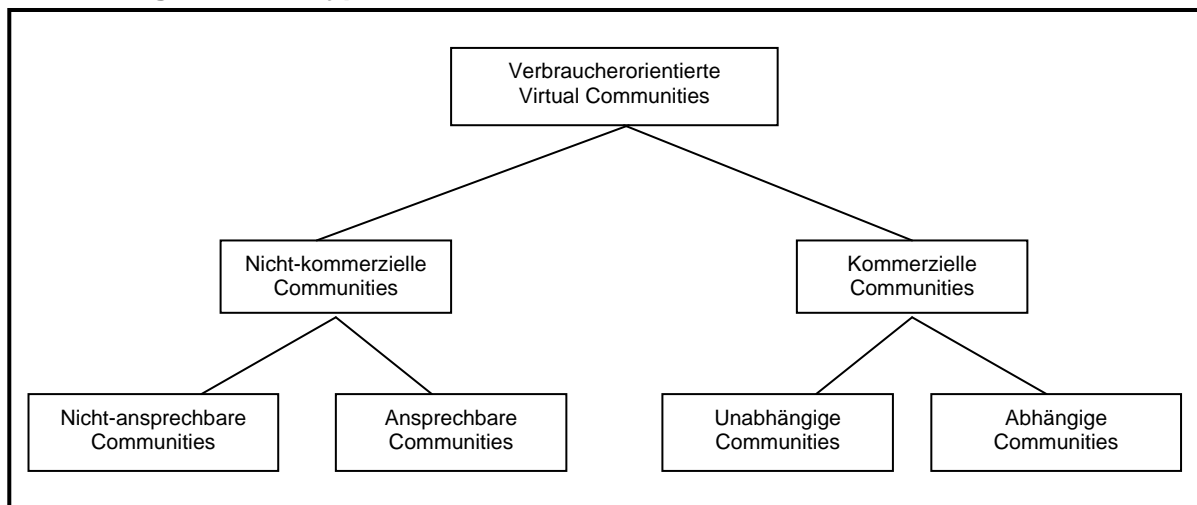 Verbraucherorientierte
Virtual Communities
Nicht-kommerzielle
Communities
Kommerzielle
Communities
Nicht-ansprechbare
Communities
Ansprechbare
Communities
Unabhängige
Communities
Abhängige
Communities